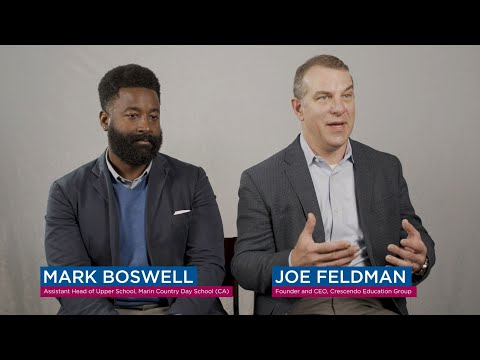 MARK BOSWELL
Assistant Head of Upper School, Marin Country Day School (CA)
JOE FELDMAN
Founder and CEO, Crescendo Education Group